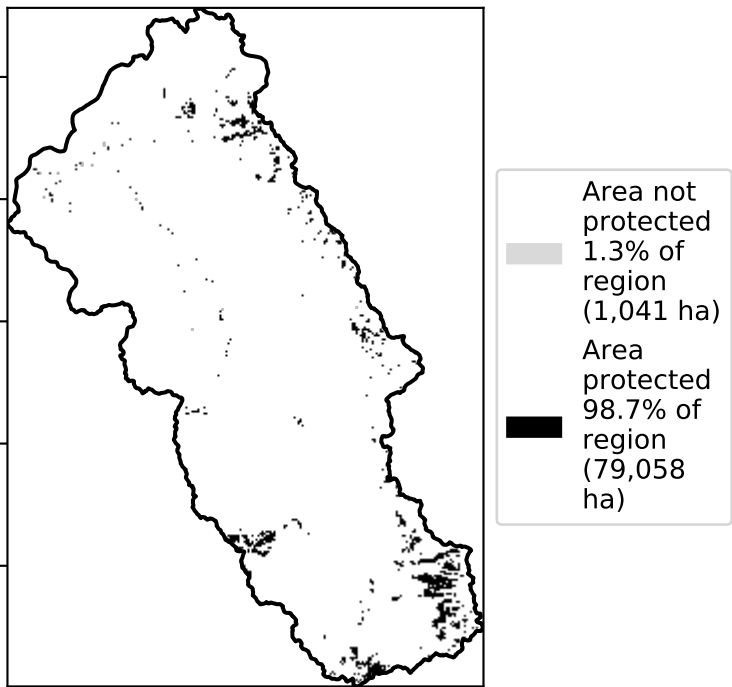 Area not
protected
1.3% of
region
(1,041 ha)
Area
protected
98.7% of
region
(79,058
ha)